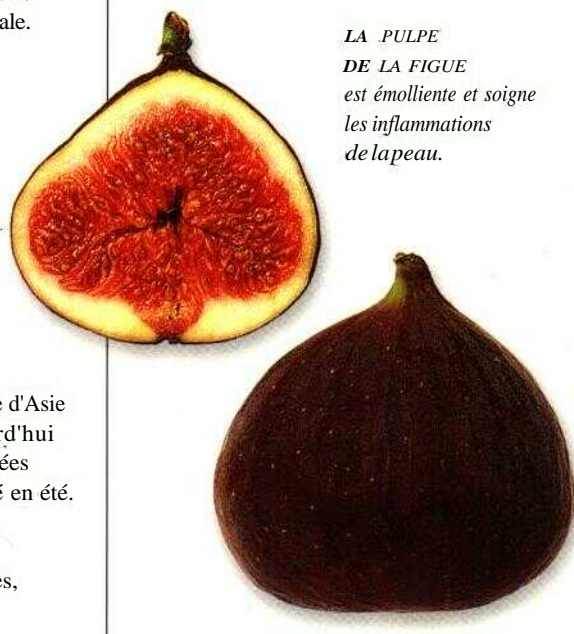 ale.
LA PULPE
DE LA FIGUE
est émolliente et soigne
les inflammations
de la peau.
d'Asie
rd'hui
ées
é en été.
es,